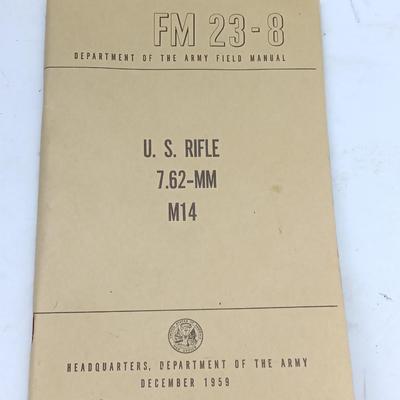 FM 23-8
DEPARTMENT OF THE ARMY FIELD MANUAL
U. S. RIFLE
7.62-MM
M14
HEADQUARTERS, DEPARTMENT OF THE ARMY
DECEMBER 1959